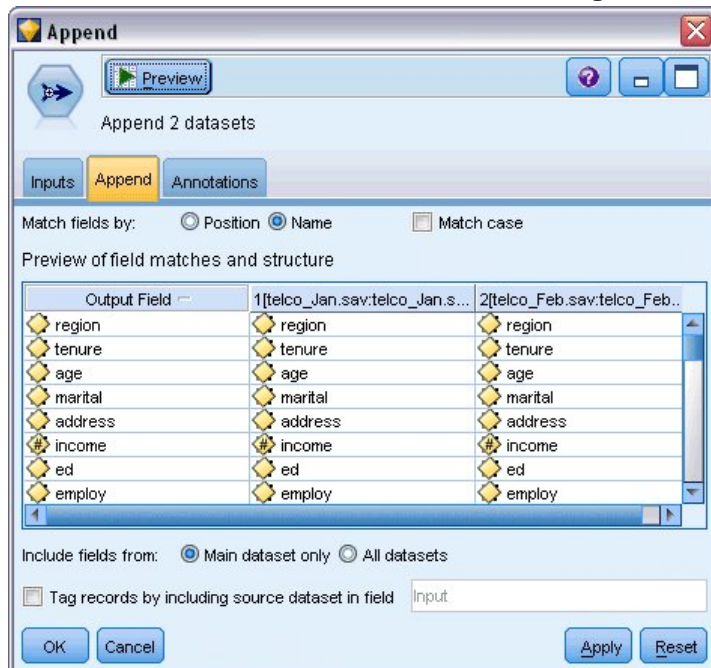 Append
Preview
Append 2 datasets
Inputs Append Annotations
Match fields by: Position Name Match case
Preview of field matches and structure
Output Field 1[telco_Jan.sav:telco_Jan.s... 2[telco_Feb.sav:telco_Feb..
region region region
tenure tenure tenure
age age age
marital marital marital
address address address
income income income
ed ed ed
employ employ employ
Include fields from: Main dataset only All datasets
Tag records by including source dataset in field Input
OK Cancel Apply Reset